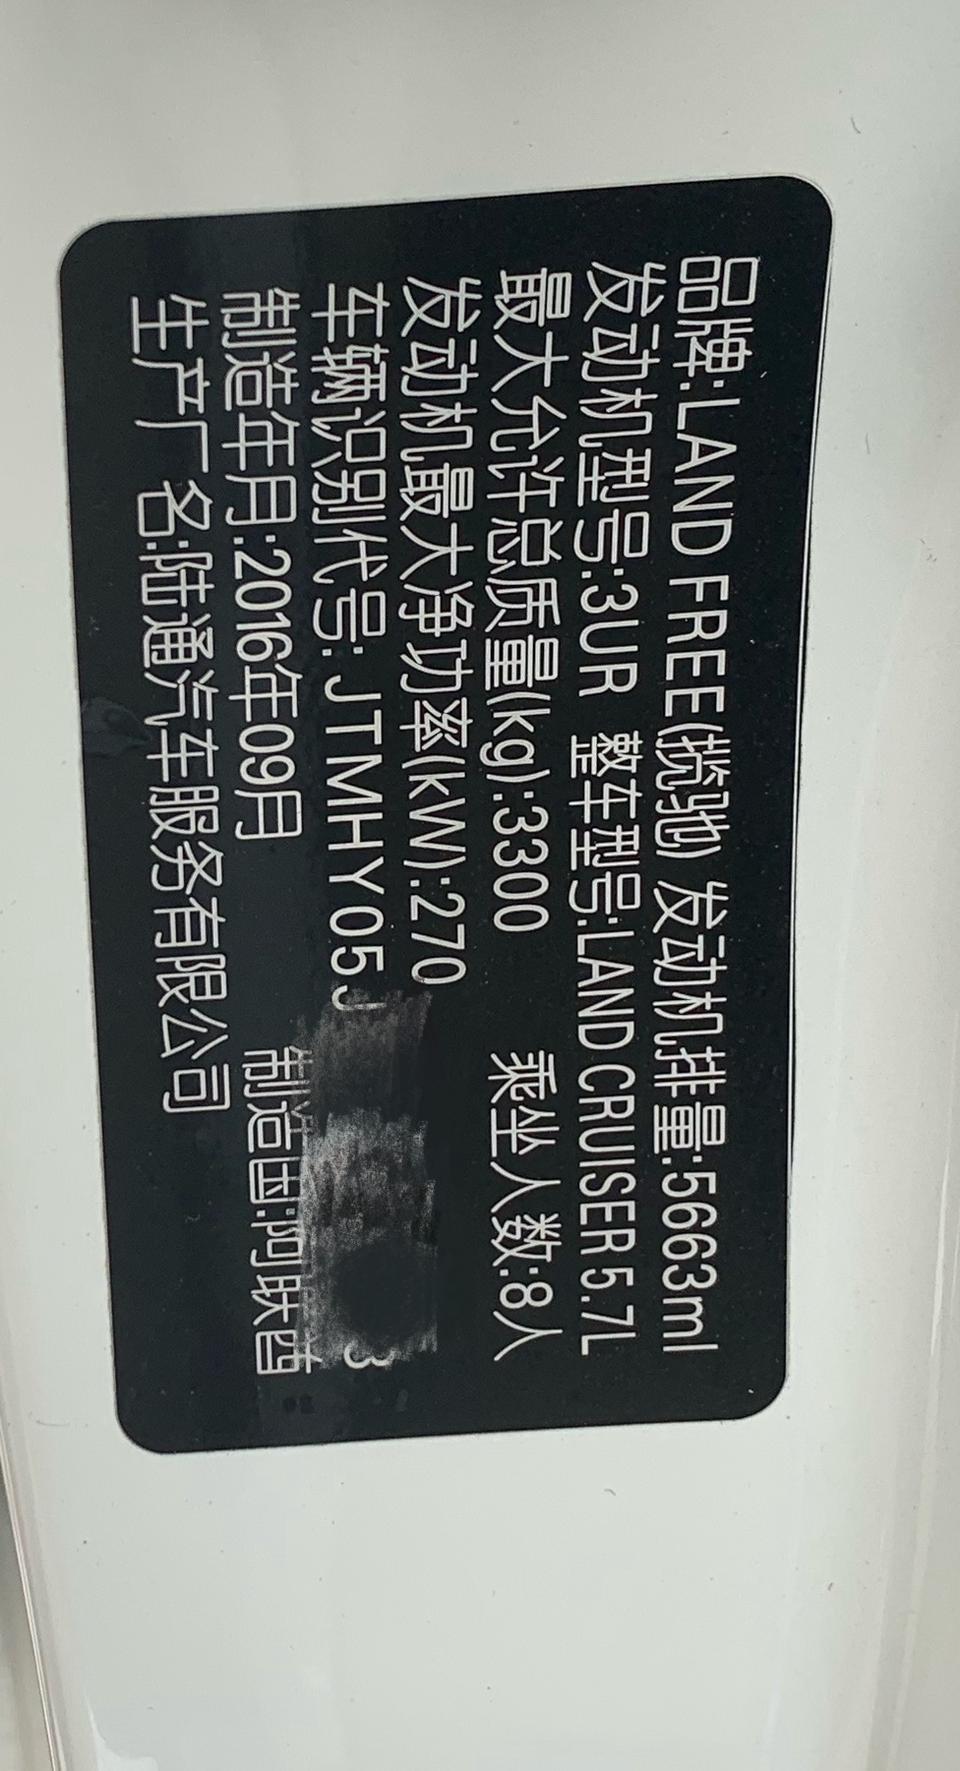 品牌:LAND FREE(揽驰) 发动机排量:5663ml
发动机型号:3UR 整车型号:LANDCRUISER 5.7L
最大允许总质量(kg):3300 乘坐人数:8人
发动机最大净功率(kW):270
车辆识别代号: JTMHY05J 3
制造年月:2016年09月 制造国:阿联酋
生产厂 名:陆通汽车服务有限公司